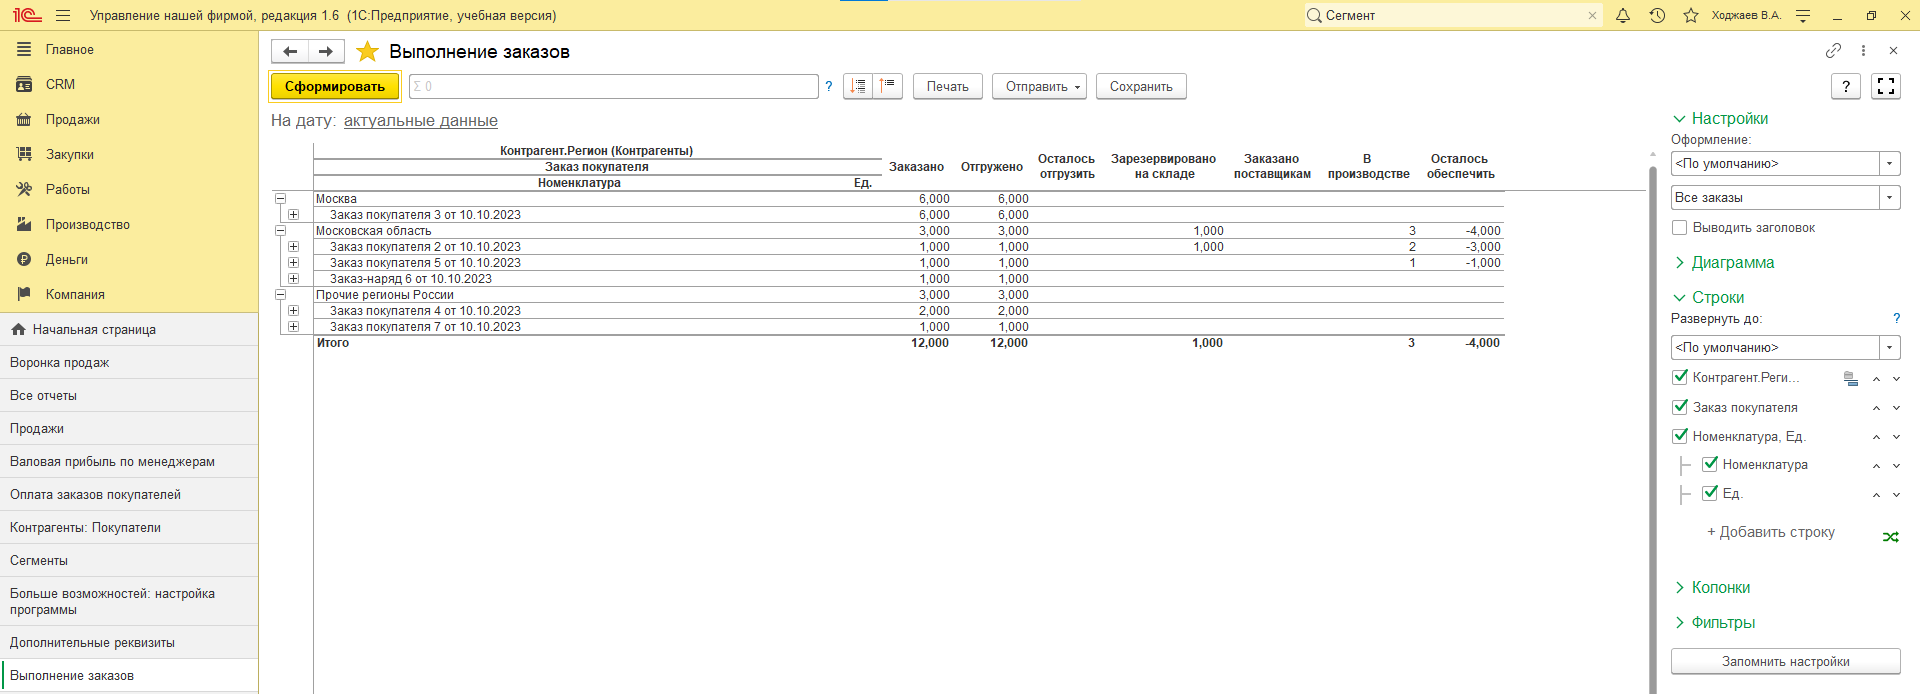 1С Управление нашей фирмой, редакция 1.6 (1С:Предприятие, учебная версия)
Сегмент
Ходжаев В.А.
Главное
CRM
Продажи
Закупки
Работы
Производство
Деньги
Компания
Начальная страница
Воронка продаж
Все отчеты
Продажи
Валовая прибыль по менеджерам
Оплата заказов покупателей
Контрагенты: Покупатели
Сегменты
Больше возможностей: настройка
программы
Дополнительные реквизиты
Выполнение заказов
Выполнение заказов
Сформировать
Σ 0
?
Печать
Отправить
Сохранить
?
На дату: актуальные данные
Контрагент.Регион (Контрагенты)
Заказ покупателя
Номенклатура Ед.
Заказано
Отгружено
Осталось
отгрузить
Зарезервировано
на складе
Заказано
поставщикам
В
производстве
Осталось
обеспечить
Москва 6,000 6,000
Заказ покупателя 3 от 10.10.2023 6,000 6,000
Московская область 3,000 3,000 1,000 3 -4,000
Заказ покупателя 2 от 10.10.2023 1,000 1,000 1,000 2 -3,000
Заказ покупателя 5 от 10.10.2023 1,000 1,000 1 -1,000
Заказ-наряд 6 от 10.10.2023 1,000 1,000
Прочие регионы России 3,000 3,000
Заказ покупателя 4 от 10.10.2023 2,000 2,000
Заказ покупателя 7 от 10.10.2023 1,000 1,000
Итого 12,000 12,000 1,000 3 -4,000
Настройки
Оформление:
<По умолчанию>
Все заказы
Выводить заголовок
Диаграмма
Строки
Развернуть до: ?
<По умолчанию>
Контрагент.Реги...
Заказ покупателя
Номенклатура, Ед.
Номенклатура
Ед.
+ Добавить строку
Колонки
Фильтры
Запомнить настройки